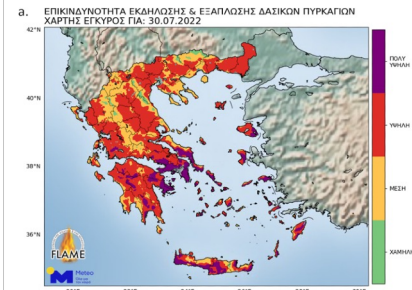 a.
ΕΠΙΚΙΝΔΥΝΟΤΗΤΑ ΕΚΔΗΛΩΣΗΣ & ΕΞΑΠΛΩΣΗΣ ΔΑΣΙΚΩΝ ΠΥΡΚΑΓΙΩΝ
ΧΑΡΤΗΣ ΕΓΚΥΡΟΣ ΓΙΑ: 30.07.2022
42°N
40°N
38°N
36°N
ΠΟΛΥ
ΥΨΗΛΗ
ΥΨΗΛΗ
ΜΕΣΗ
ΧΑΜΗΛΗ
FLAME
Meteo